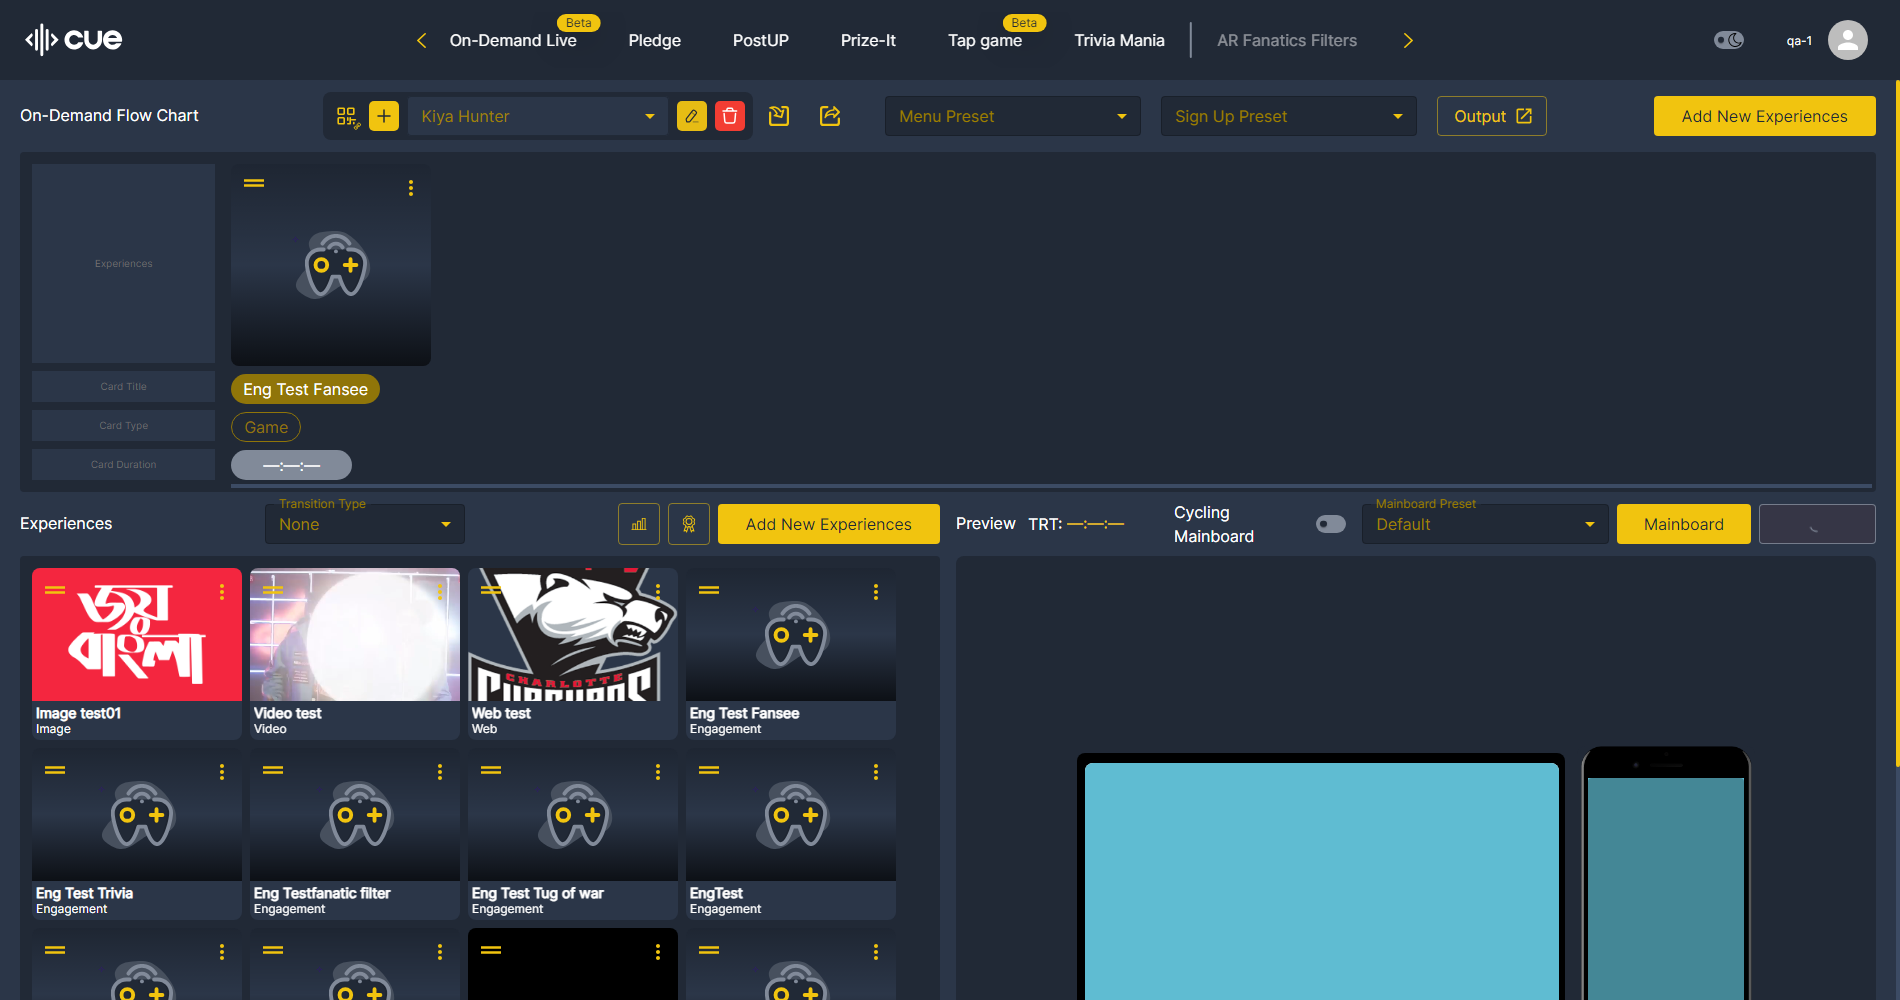 cue
On-Demand Live
Beta
Pledge
PostUP
Prize-It
Tap game
Beta
Trivia Mania
AR Fanatics Filters
qa-1
On-Demand Flow Chart
Kiya Hunter
Menu Preset
Sign Up Preset
Output
Add New Experiences
Experiences
Card Title
Card Type
Card Duration
Eng Test Fansee
Game
—:—:—
Experiences
Transition Type
None
Add New Experiences
Preview
TRT: —:—:—
Cycling
Mainboard
Mainboard Preset
Default
Mainboard
জয়
বাংলা
Image test01
Image
Video test
Video
CHARLOTTE
Web test
Web
Eng Test Fansee
Engagement
Eng Test Trivia
Engagement
Eng Testfanatic filter
Engagement
Eng Test Tug of war
Engagement
EngTest
Engagement